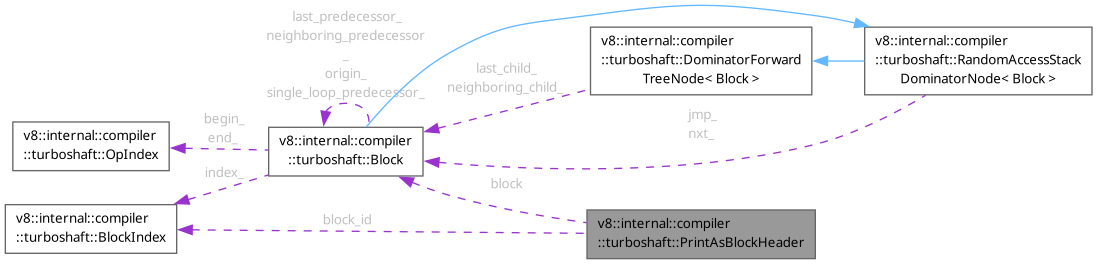 last_predecessor_
neighboring_predecessor
_
origin_
single_loop_predecessor_
v8::internal::compiler
::turboshaft::DominatorForward
TreeNode< Block >
v8::internal::compiler
::turboshaft::RandomAccessStack
DominatorNode< Block >
last_child_
neighboring_child_
jmp_
nxt_
v8::internal::compiler
::turboshaft::OpIndex
begin_
end_
v8::internal::compiler
::turboshaft::Block
index_
block
v8::internal::compiler
::turboshaft::BlockIndex
block_id
v8::internal::compiler
::turboshaft::PrintAsBlockHeader